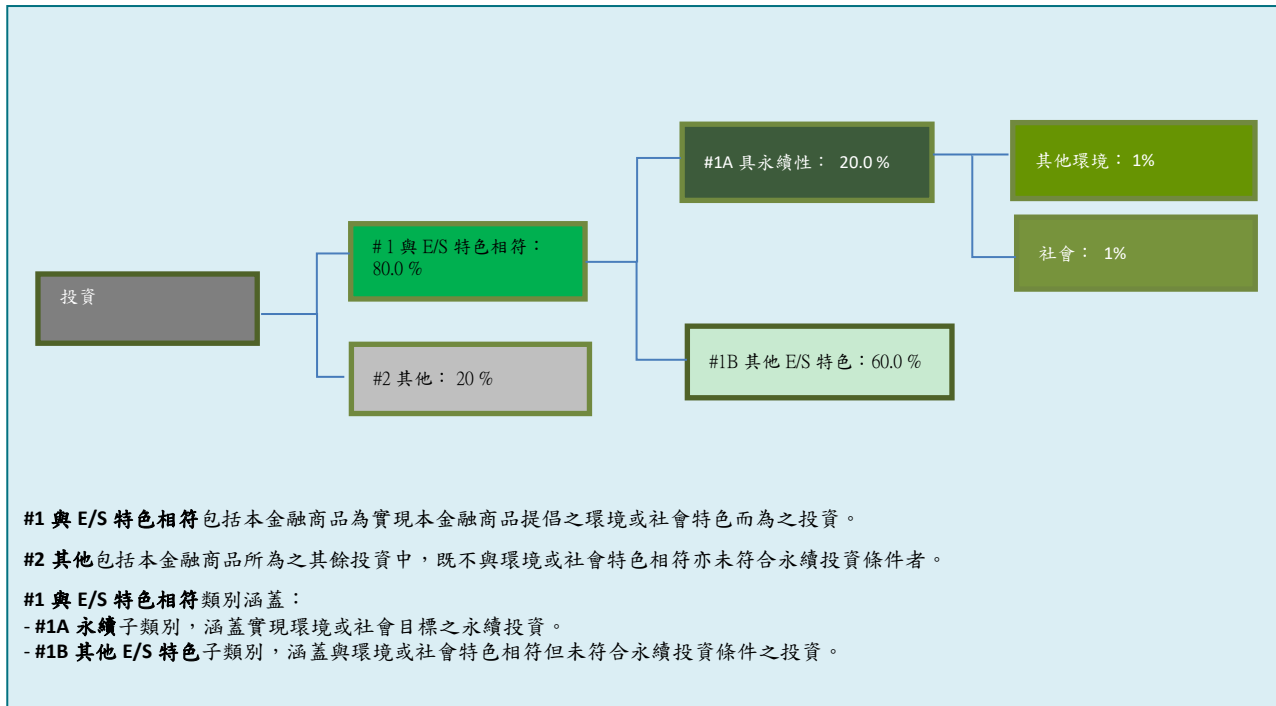 投資
# 1 與 E/S 特色相符：
80.0 %
#2 其他： 20 %
#1A 具永續性： 20.0 %
#1B 其他 E/S 特色：60.0 %
其他環境： 1%
社會： 1%
#1 與 E/S 特色相符包括本金融商品為實現本金融商品提倡之環境或社會特色而為之投資。
#2 其他包括本金融商品所為之其餘投資中，既不與環境或社會特色相符亦未符合永續投資條件者。
#1 與 E/S 特色相符類別涵蓋：
- #1A 永續子類別，涵蓋實現環境或社會目標之永續投資。
- #1B 其他 E/S 特色子類別，涵蓋與環境或社會特色相符但未符合永續投資條件之投資。